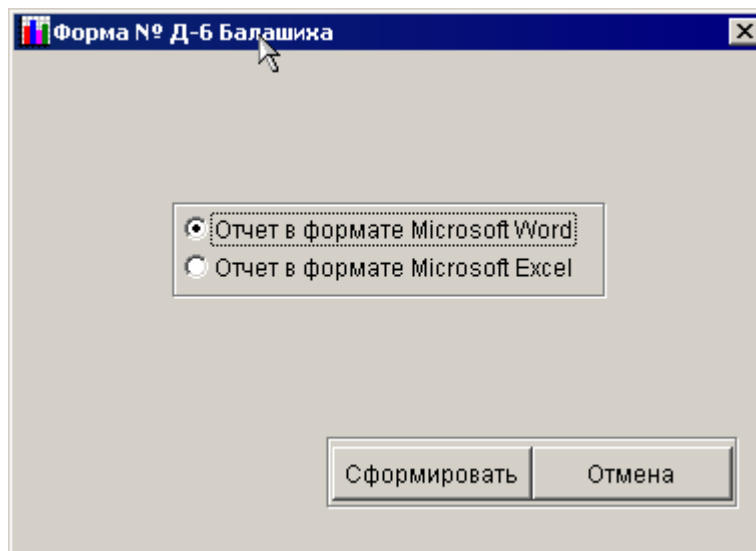 Форма № Д-6 Балашиха
Отчет в формате Microsoft Word
Отчет в формате Microsoft Excel
Сформировать Отмена